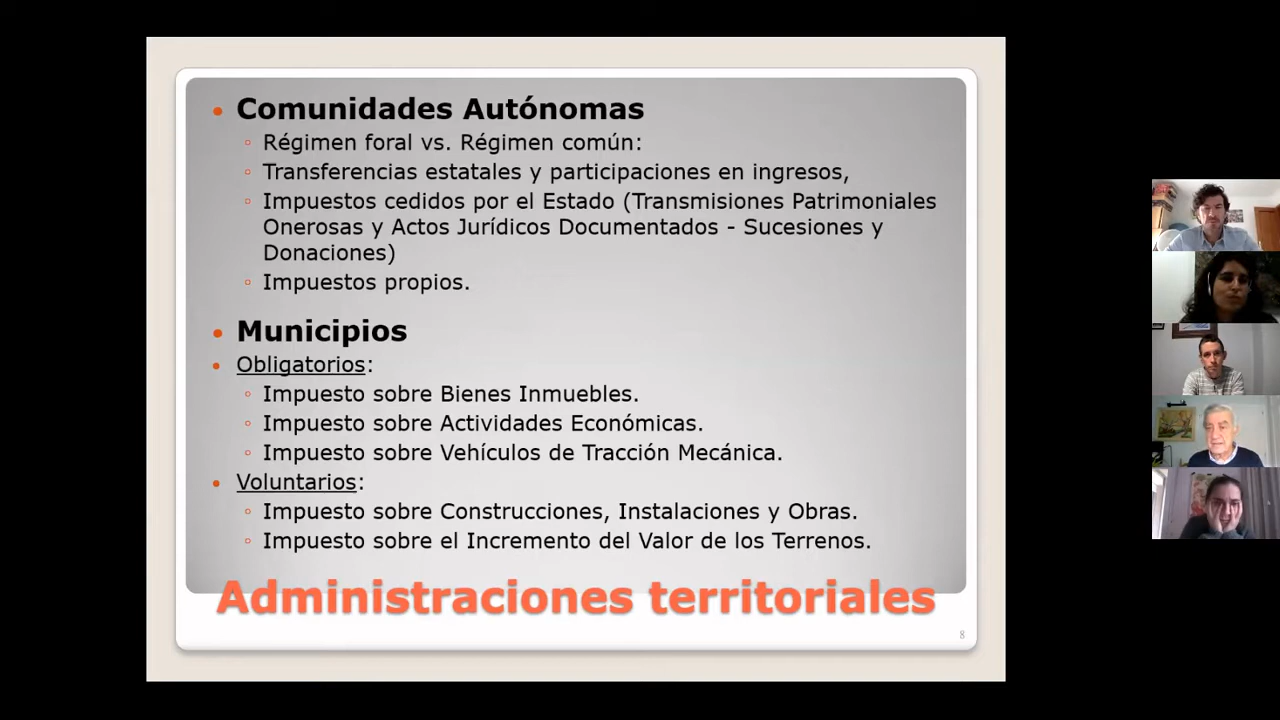 Comunidades Autónomas
Régimen foral vs. Régimen común:
Transferencias estatales y participaciones en ingresos,
Impuestos cedidos por el Estado (Transmisiones Patrimoniales
Onerosas y Actos Jurídicos Documentados - Sucesiones y
Donaciones)
Impuestos propios.
Municipios
Obligatorios:
Impuesto sobre Bienes Inmuebles.
Impuesto sobre Actividades Económicas.
Impuesto sobre Vehículos de Tracción Mecánica.
Voluntarios:
Impuesto sobre Construcciones, Instalaciones y Obras.
Impuesto sobre el Incremento del Valor de los Terrenos.
Administraciones territoriales
8